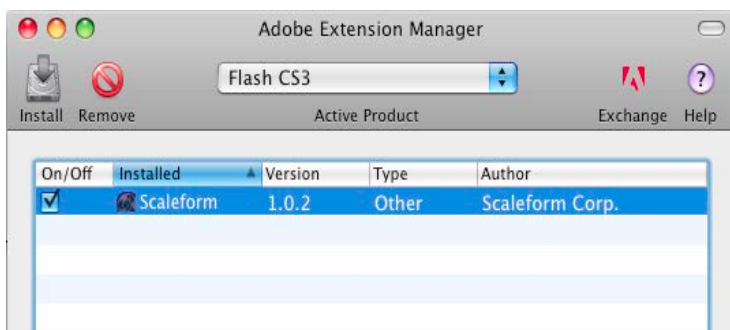 Adobe Extension Manager
Flash CS3
Install Remove Active Product Exchange Help
On/Off Installed Version Type Author
Scaleform 1.0.2 Other Scaleform Corp.